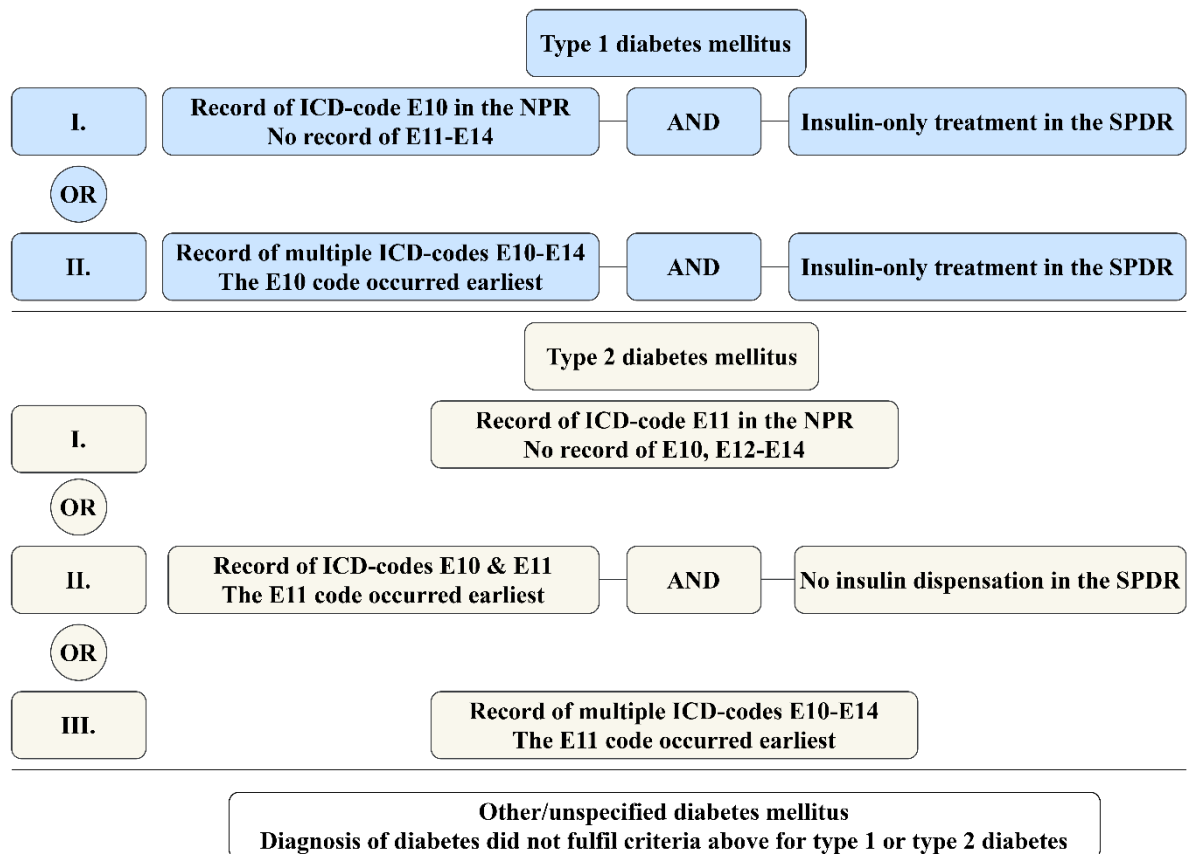 Type 1 diabetes mellitus
I.
Record of ICD-code E10 in the NPR
No record of E11-E14
AND
Insulin-only treatment in the SPDR
OR
II.
Record of multiple ICD-codes E10-E14
The E10 code occurred earliest
AND
Insulin-only treatment in the SPDR
Type 2 diabetes mellitus
I.
Record of ICD-code E11 in the NPR
No record of E10, E12-E14
OR
II.
Record of ICD-codes E10 & E11
The E11 code occurred earliest
AND
No insulin dispensation in the SPDR
OR
III.
Record of multiple ICD-codes E10-E14
The E11 code occurred earliest
Other/unspecified diabetes mellitus
Diagnosis of diabetes did not fulfil criteria above for type 1 or type 2 diabetes